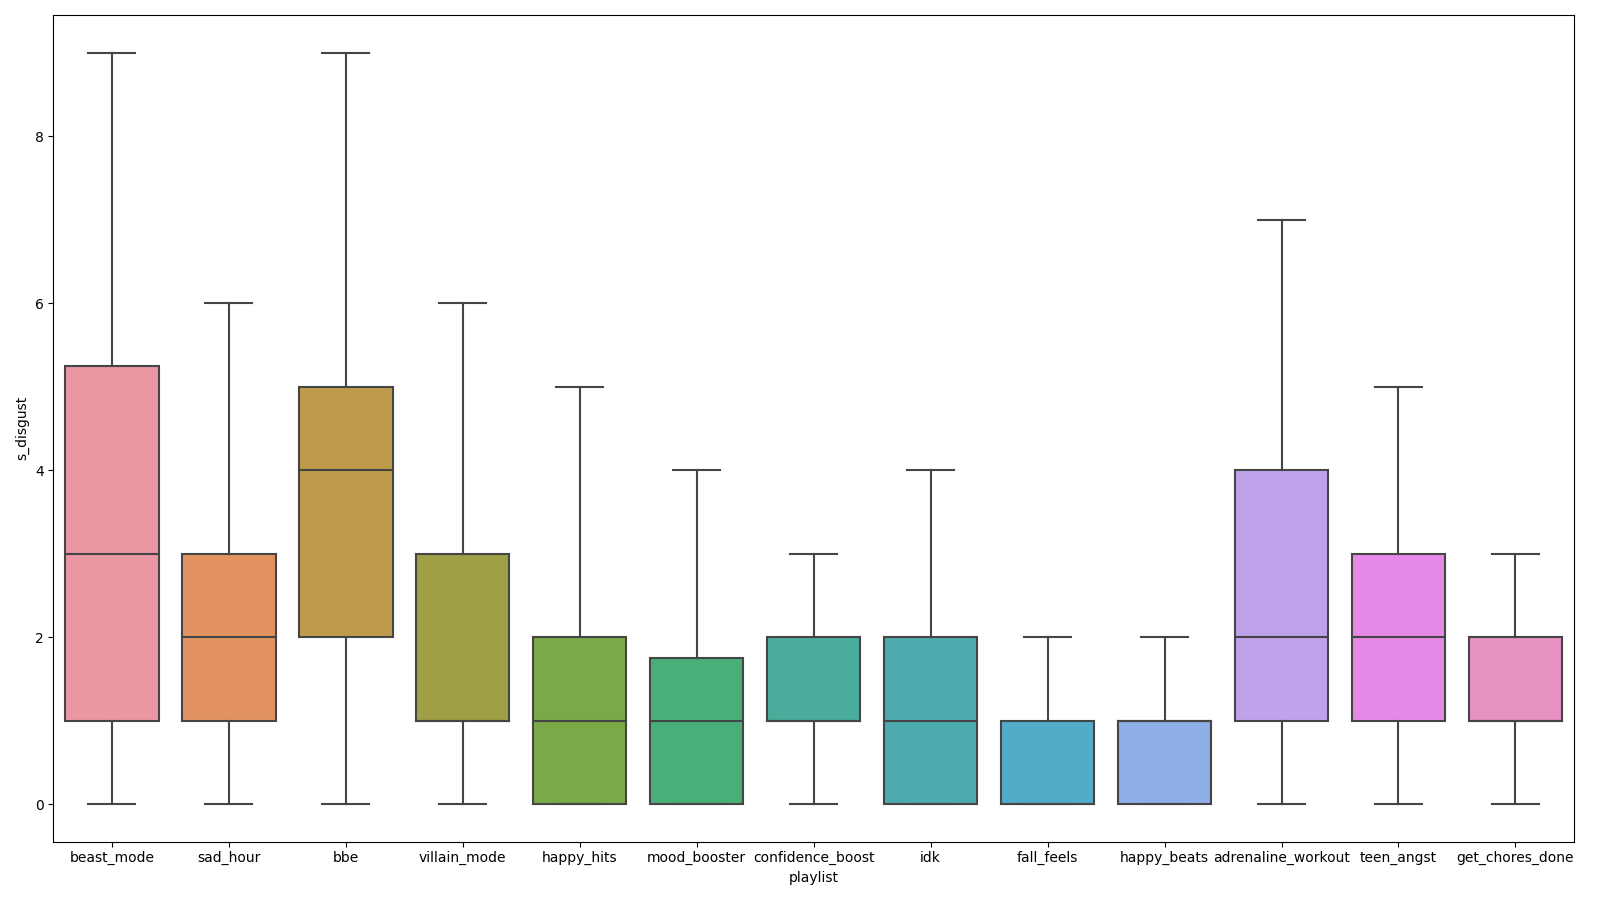 8
6
4
2
0
s_disgust
beast_mode sad_hour bbe villain_mode happy_hits mood_booster confidence_boost idk fall_feels happy_beats adrenaline_workout teen_angst get_chores_done
playlist